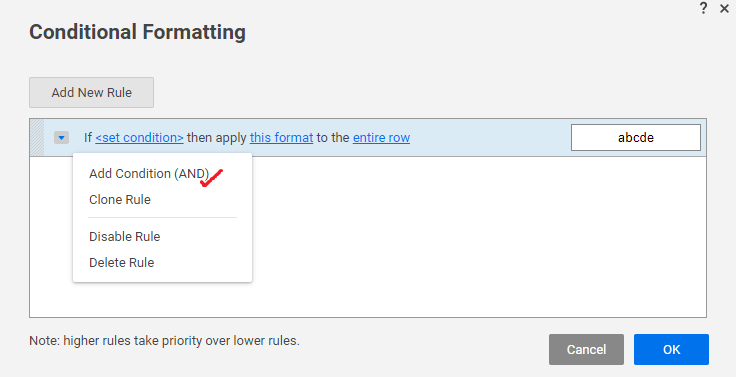 ? ×
Conditional Formatting
Add New Rule
If <set condition> then apply this format to the entire row abcde
Add Condition (AND)
Clone Rule
Disable Rule
Delete Rule
Note: higher rules take priority over lower rules.
Cancel OK